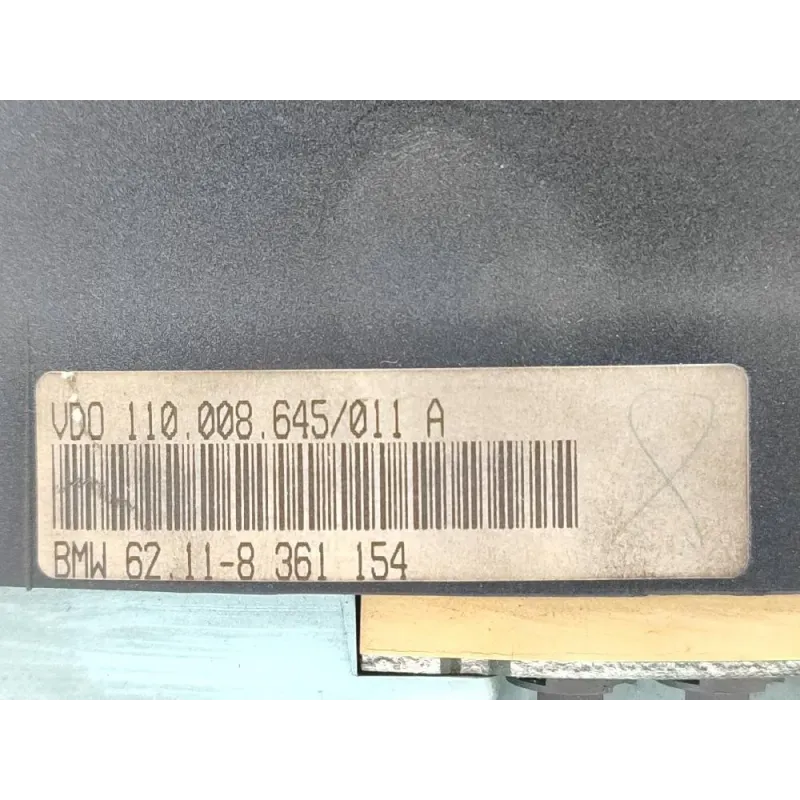 VDO 110.008.645/011 A
BMW 62.11-8 361 154